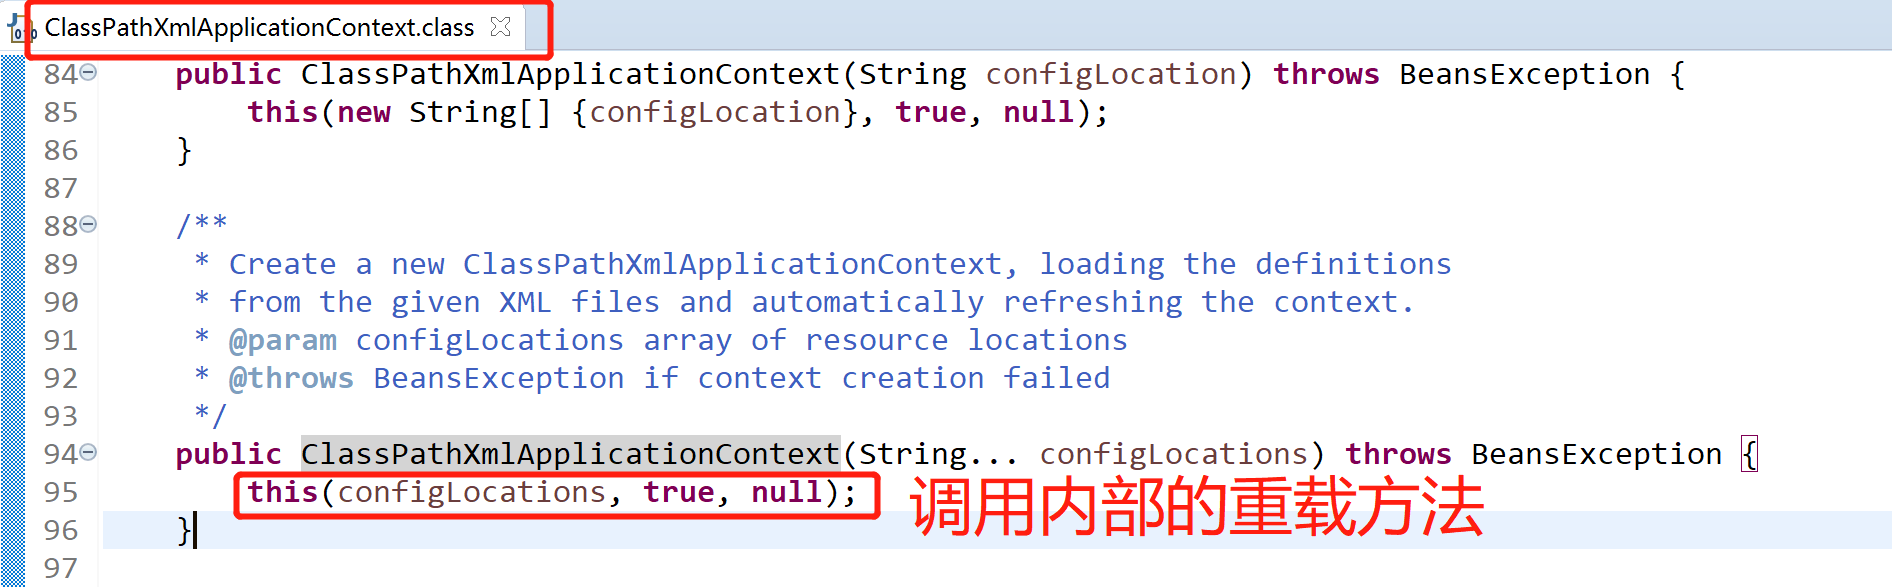 ClassPathXmlApplicationContext.class
84 public ClassPathXmlApplicationContext(String configLocation) throws BeansException {
85 this(new String[] {configLocation}, true, null);
86 }
87
88 /**
89 * Create a new ClassPathXmlApplicationContext, loading the definitions
90 * from the given XML files and automatically refreshing the context.
91 * @param configLocations array of resource locations
92 * @throws BeansException if context creation failed
93 */
94 public ClassPathXmlApplicationContext(String... configLocations) throws BeansException {
95 this(configLocations, true, null); 调用内部的重载方法
96 }
97